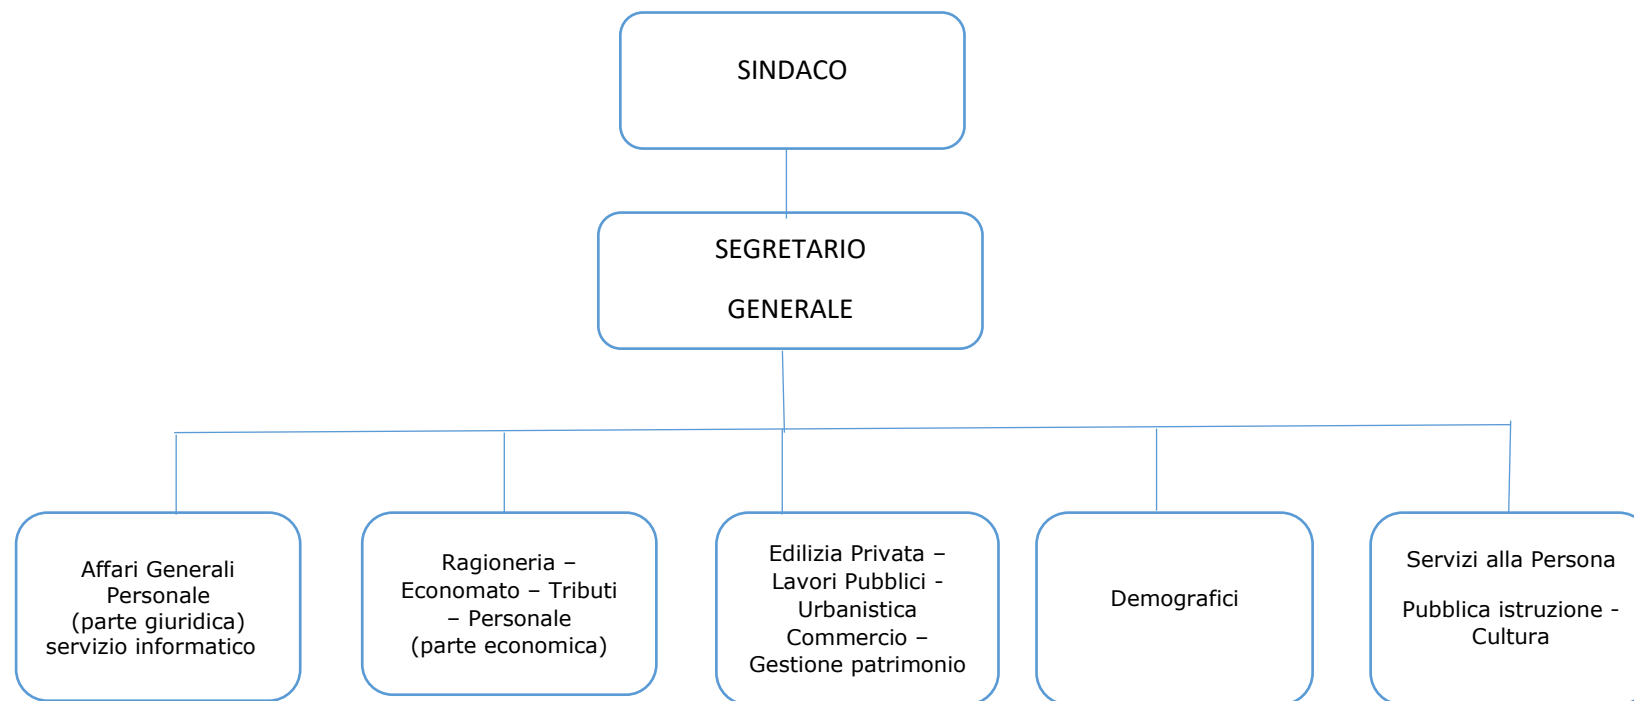 SINDACO
SEGRETARIO
GENERALE
Affari Generali
Personale
(parte giuridica)
servizio informatico
Ragioneria –
Economato – Tributi
– Personale
(parte economica)
Edilizia Privata –
Lavori Pubblici -
Urbanistica
Commercio –
Gestione patrimonio
Demografici
Servizi alla Persona
Pubblica istruzione -
Cultura